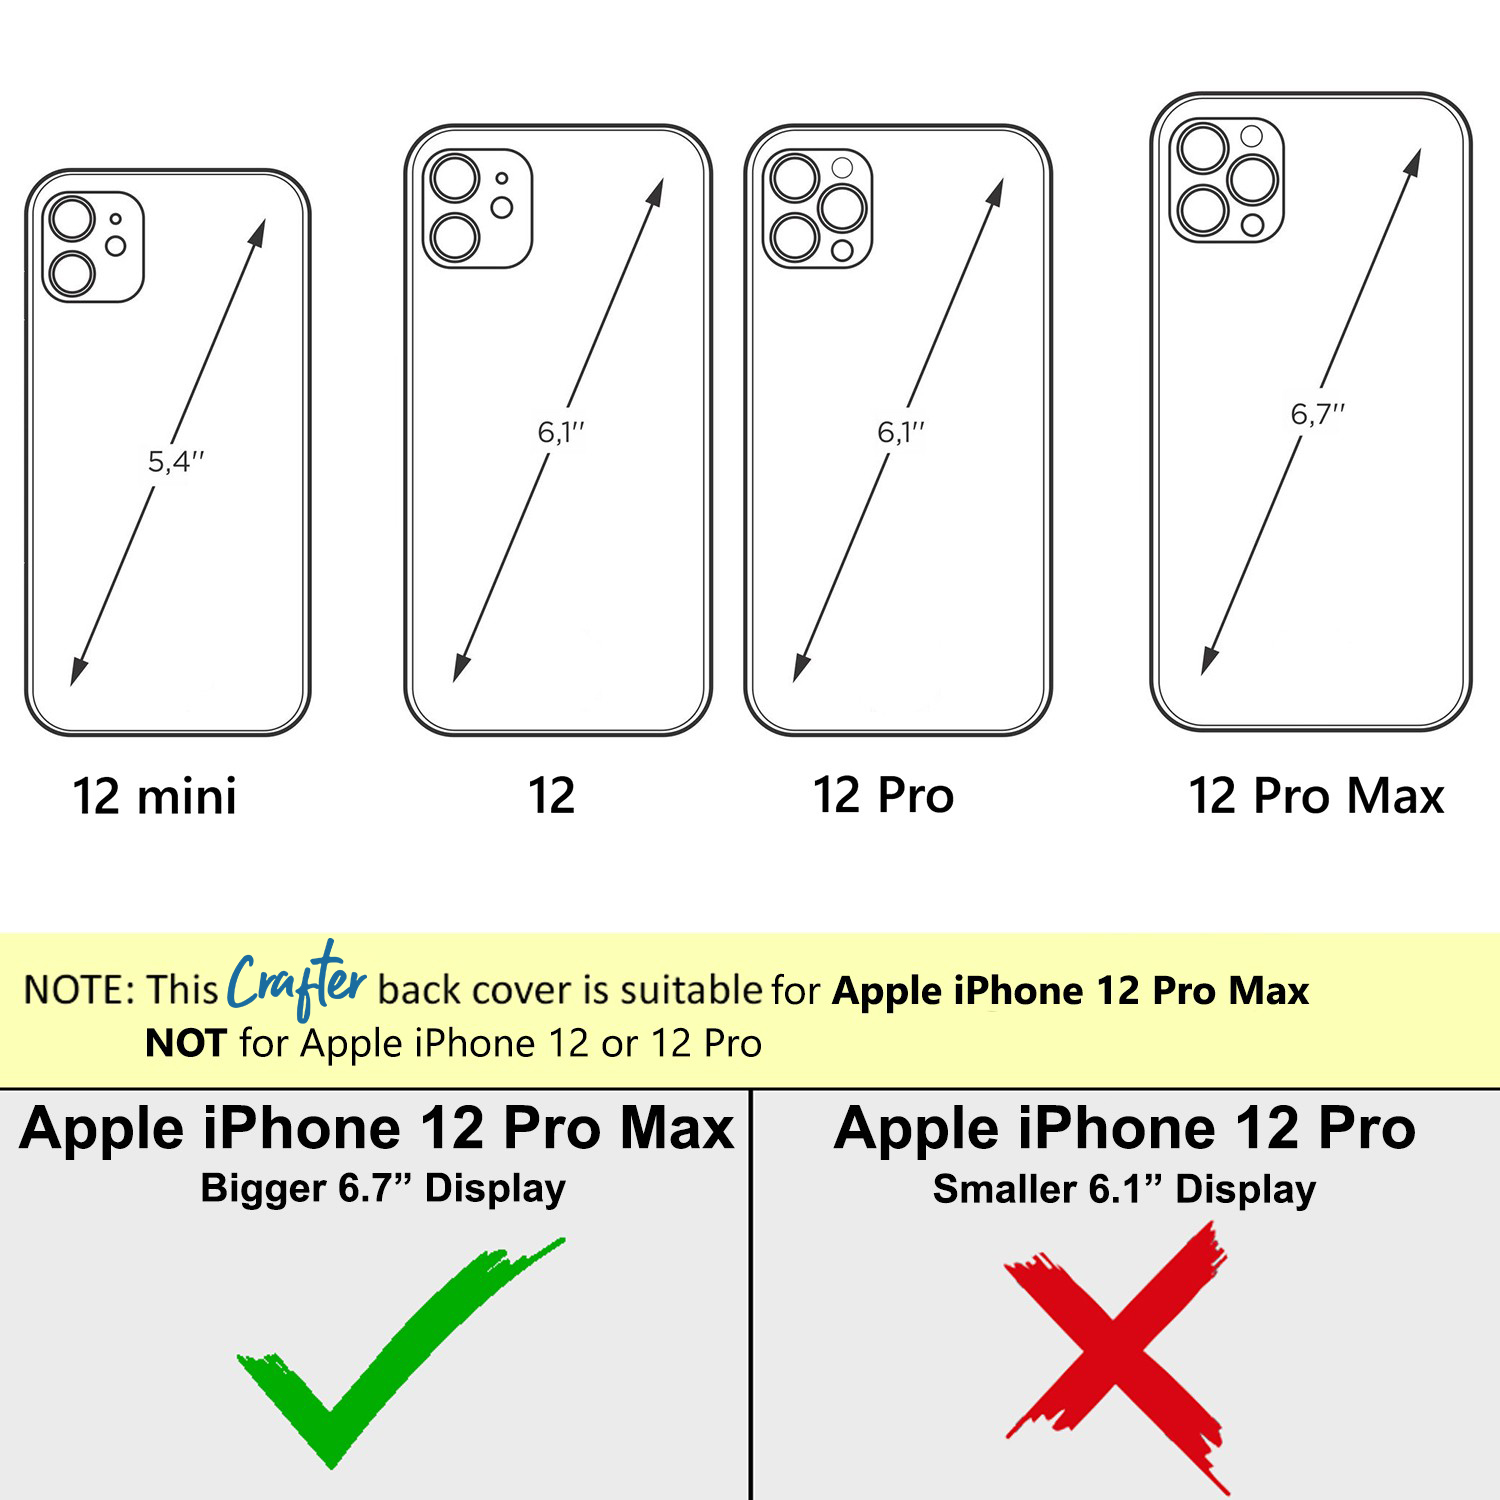 5,4"
6,1"
6,1"
6,7"
12 mini
12
12 Pro
12 Pro Max
NOTE: This Crafter back cover is suitable for Apple iPhone 12 Pro Max
NOT for Apple iPhone 12 or 12 Pro
Apple iPhone 12 Pro Max
Bigger 6.7” Display
Apple iPhone 12 Pro
Smaller 6.1” Display